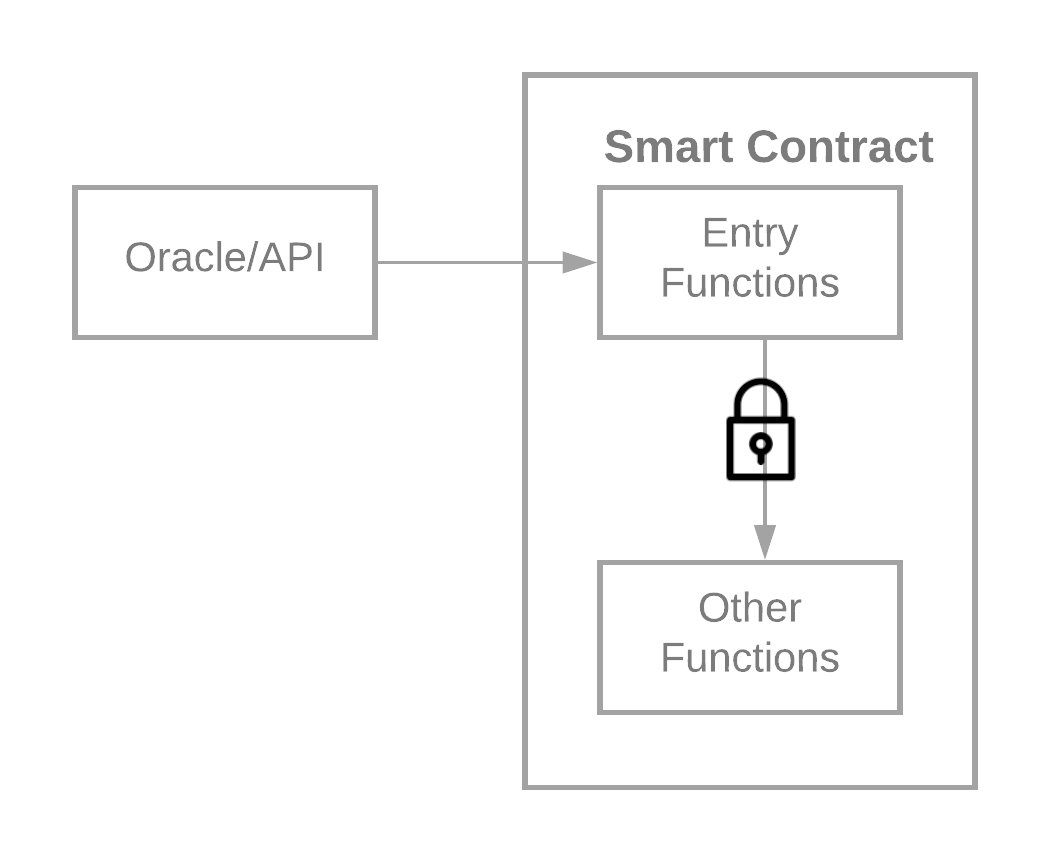 Smart Contract
Oracle/API
Entry
Functions
Other
Functions